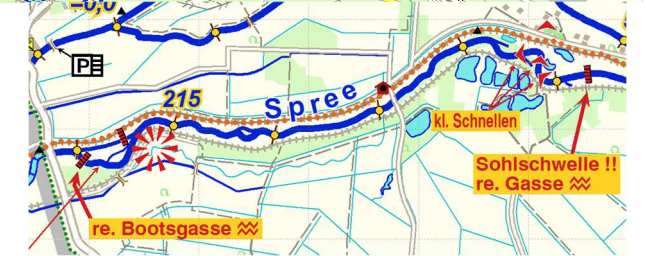 =0,0
P
215
Spree
kl. Schnellen
Sohlschwelle !!
re. Gasse
re. Bootsgasse